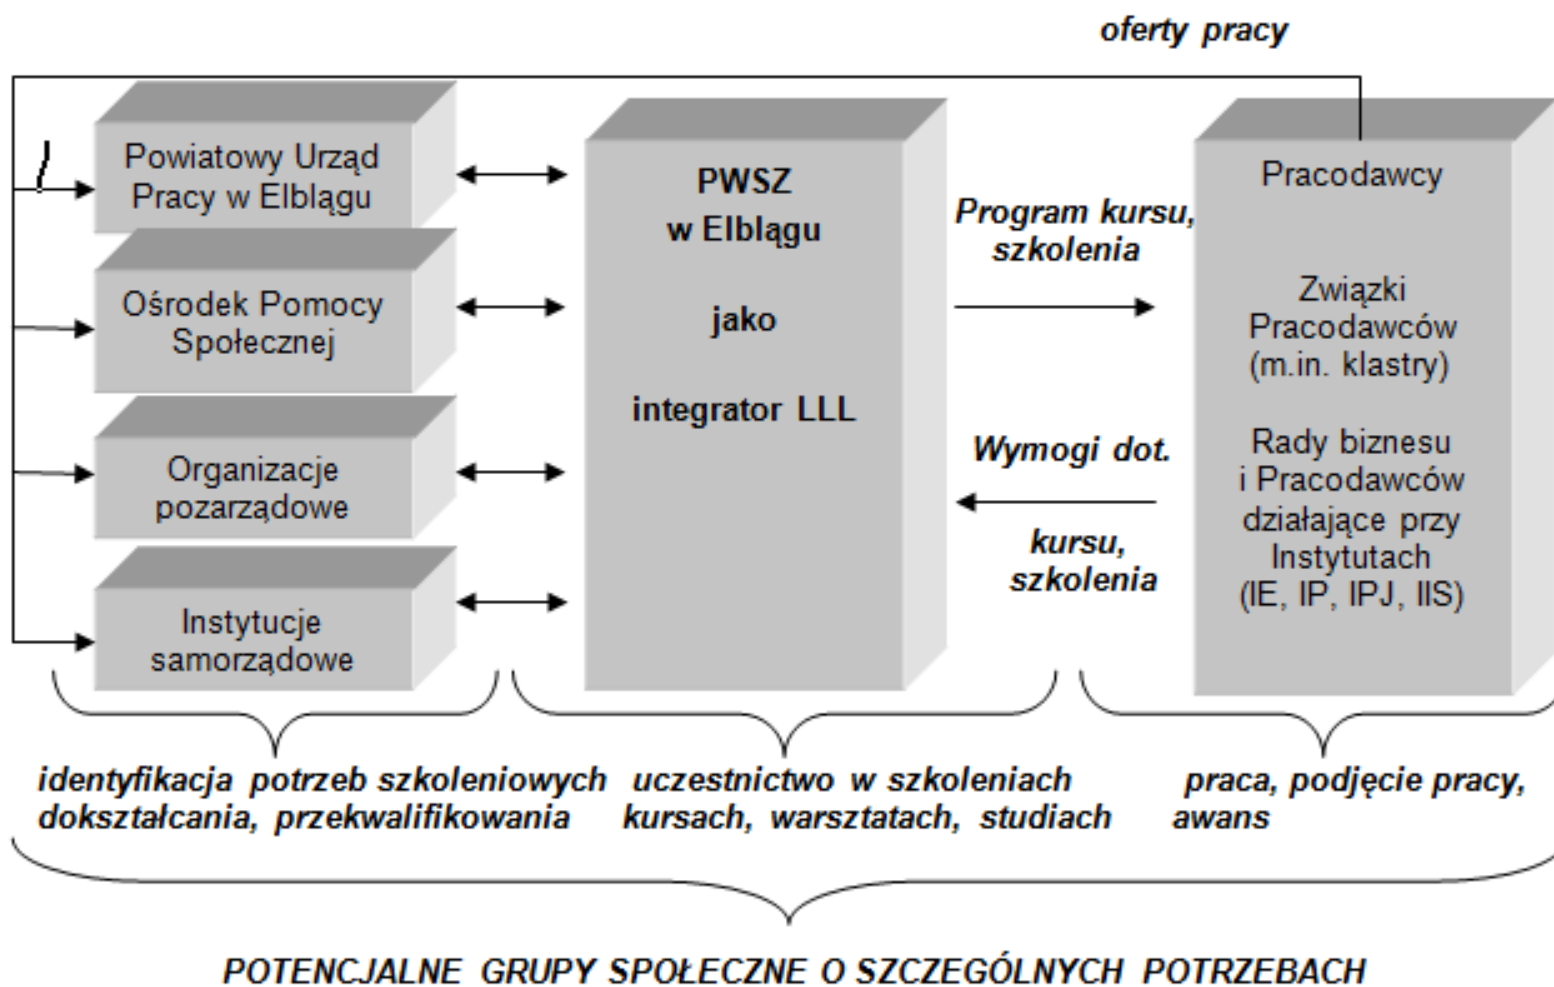 oferty pracy
Powiatowy Urząd
Pracy w Elblągu
Ośrodek Pomocy
Społecznej
Organizacje
pozarządowe
Instytucje
samorządowe
PWSZ
w Elblągu
jako
integrator LLL
Program kursu,
szkolenia
Wymogi dot.
kursu,
szkolenia
Pracodawcy
Związki
Pracodawców
(m.in. klastry)
Rady biznesu
i Pracodawców
działające przy
Instytutach
(IE, IP, IPJ, IIS)
identyfikacja potrzeb szkoleniowych
dokształcania, przekwalifikowania
uczestnictwo w szkoleniach
kursach, warsztatach, studiach
praca, podjęcie pracy,
awans
POTENCJALNE GRUPY SPOŁECZNE O SZCZEGÓLNYCH POTRZEBACH